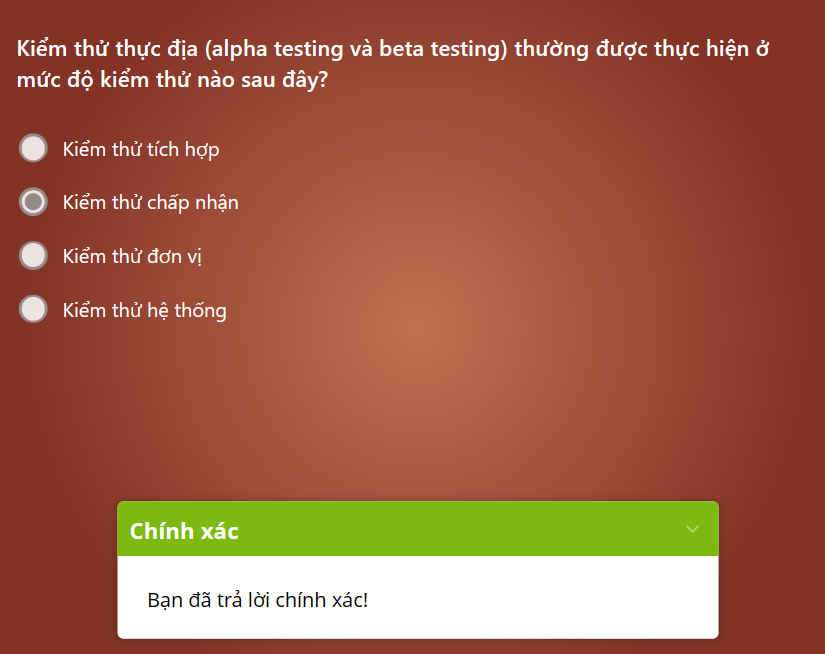 Kiểm thử thực địa (alpha testing và beta testing) thường được thực hiện ở
mức độ kiểm thử nào sau đây?
Kiểm thử tích hợp
Kiểm thử chấp nhận
Kiểm thử đơn vị
Kiểm thử hệ thống
Chính xác
Bạn đã trả lời chính xác!